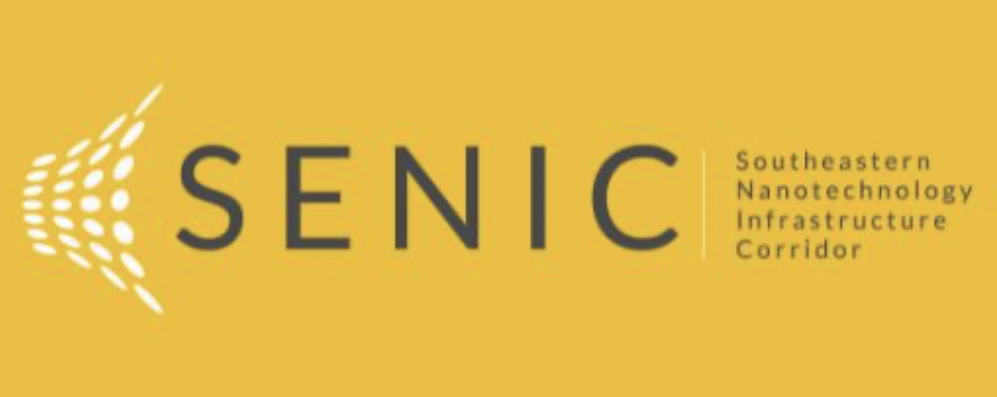 SENIC
Southeastern
Nanotechnology
Infrastructure
Corridor